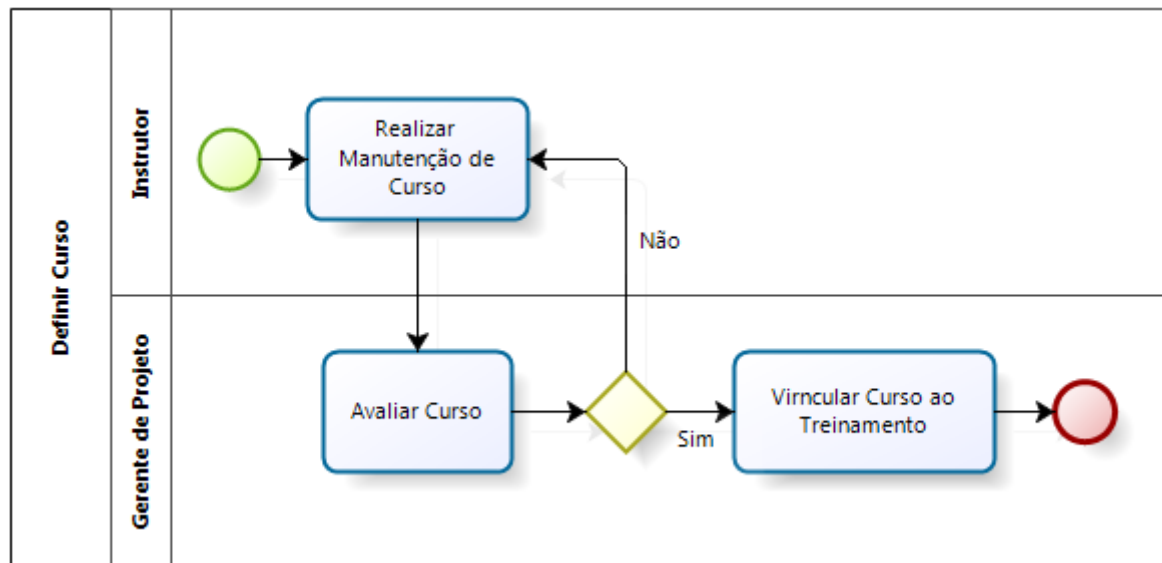 Definir Curso
Instrutor
Realizar
Manutenção de
Curso
Não
Gerente de Projeto
Avaliar Curso
Sim
Virncular Curso ao
Treinamento